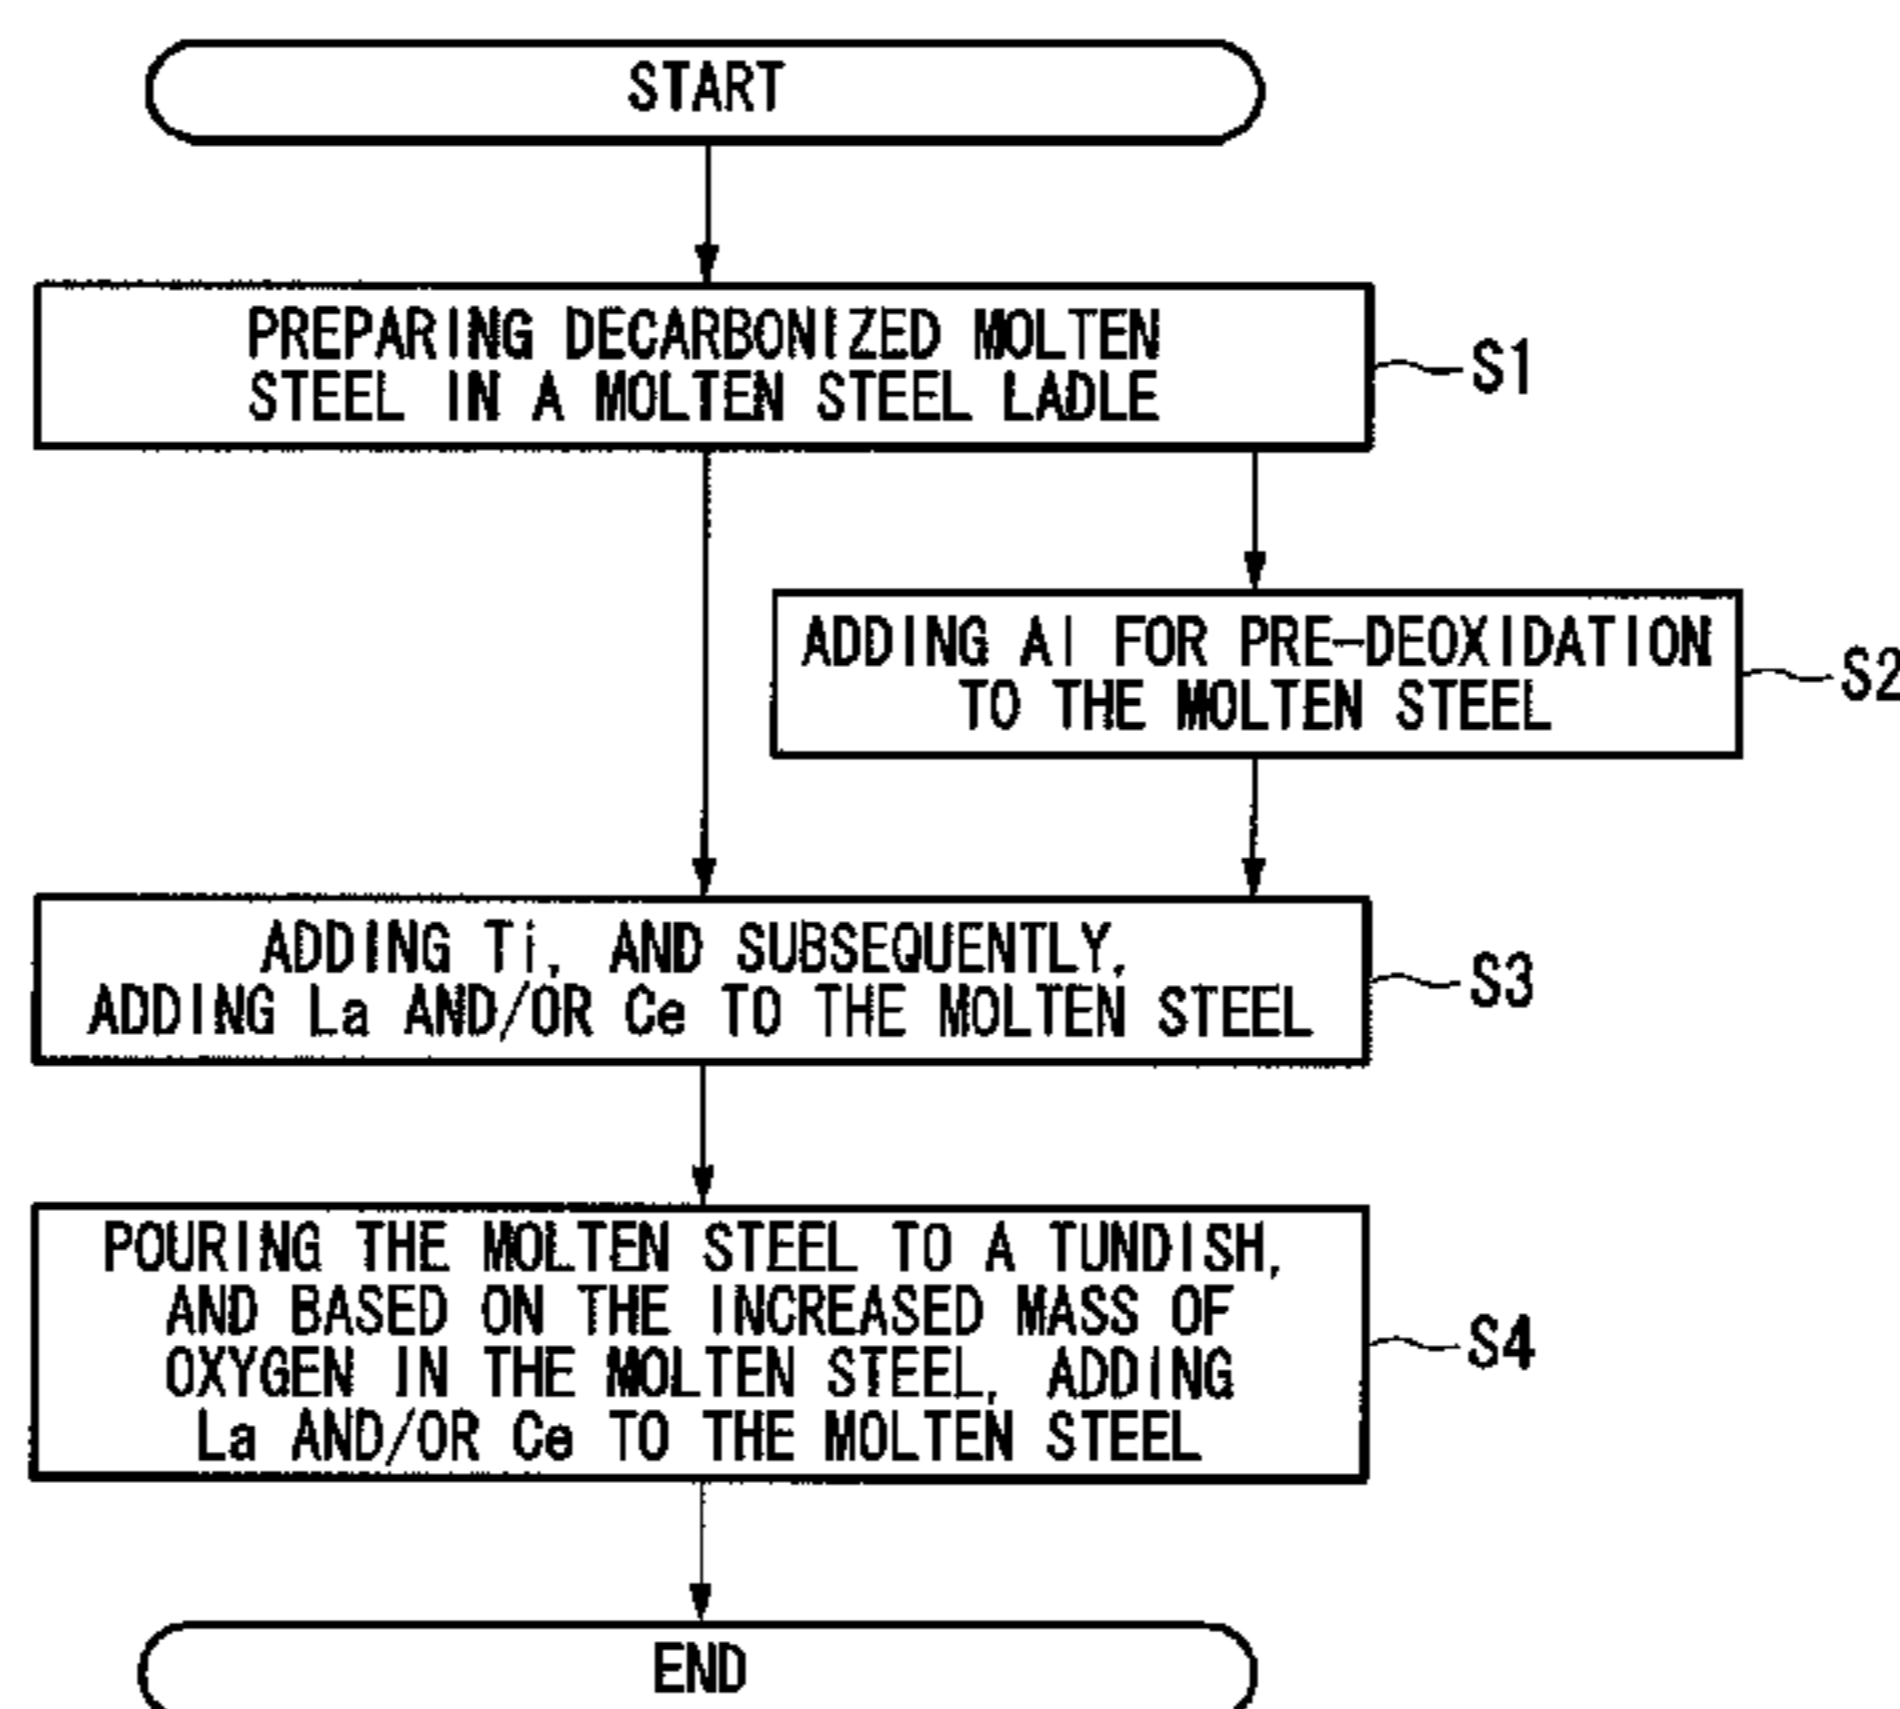 START
PREPARING DECARBONIZED MOLTEN
STEEL IN A MOLTEN STEEL LADLE
S1
ADDING Al FOR PRE-DEOXIDATION
TO THE MOLTEN STEEL
S2
ADDING Ti, AND SUBSEQUENTLY,
ADDING La AND/OR Ce TO THE MOLTEN STEEL
S3
POURING THE MOLTEN STEEL TO A TUNDISH,
AND BASED ON THE INCREASED MASS OF
OXYGEN IN THE MOLTEN STEEL, ADDING
La AND/OR Ce TO THE MOLTEN STEEL
S4
END